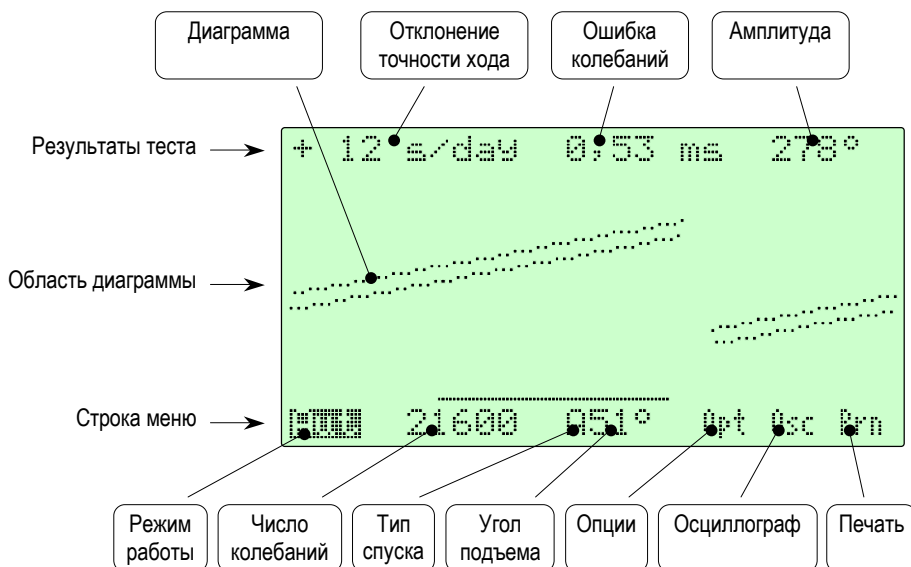 Диаграмма
Отклонение
точности хода
Ошибка
колебаний
Амплитуда
Результаты теста
+ 12 s/day 0,53 ms 278°
Область диаграммы
Строка меню
21600 51° Opt Osc Prn
Режим
работы
Число
колебаний
Тип
спуска
Угол
подъема
Опции
Осциллограф
Печать